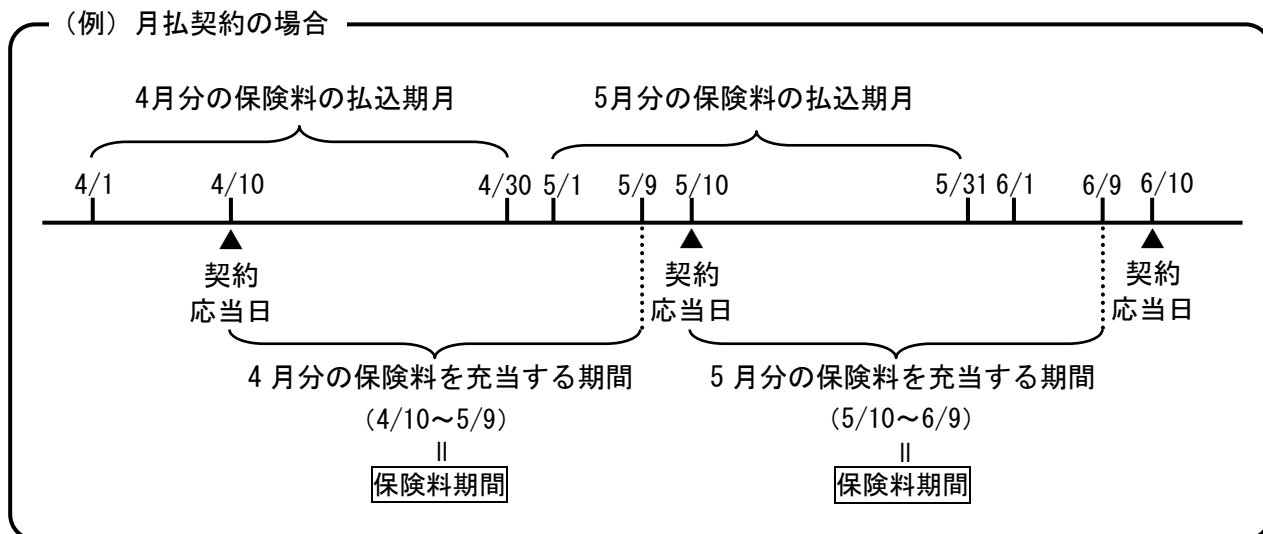 （例）月払契約の場合
4月分の保険料の払込期月
5月分の保険料の払込期月
4/1 4/10 4/30 5/1 5/9 5/10 5/31 6/1 6/9 6/10
▲ ▲ ▲
契約 契約 契約
応当日 応当日 応当日
4月分の保険料を充当する期間 5月分の保険料を充当する期間
（4/10～5/9） （5/10～6/9）
＝ ＝
保険料期間 保険料期間